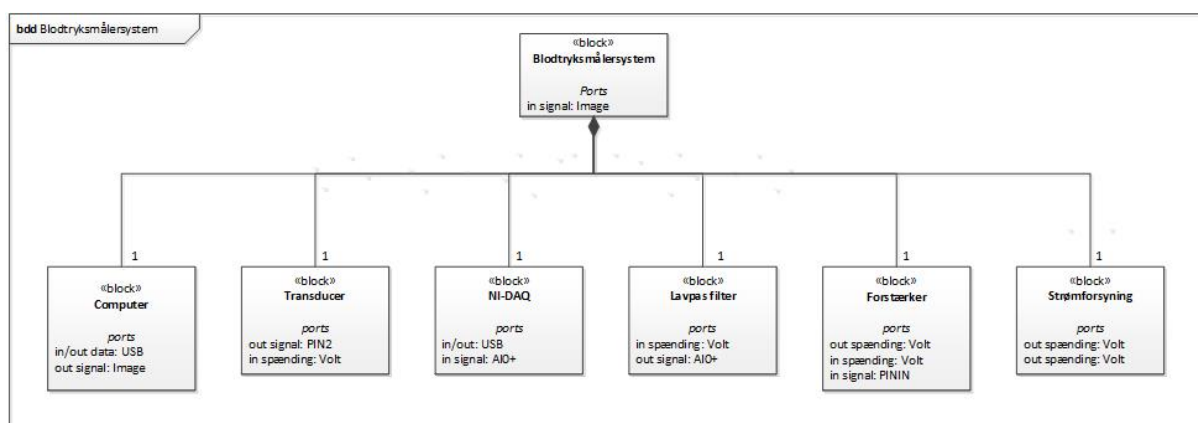 bdd Blodtryksmålersystem
«block»
Blodtryksmålersystem
Ports
in signal: Image
1
1
1
1
1
1
«block»
Computer
ports
in/out data: USB
out signal: Image
«block»
Transducer
ports
out signal: PIN2
in spænding: Volt
«block»
NI-DAQ
ports
in/out: USB
in signal: AI0+
«block»
Lavpas filter
ports
in spænding: Volt
out signal: AI0+
«block»
Forstærker
ports
out spænding: Volt
in spænding: Volt
in signal: PININ
«block»
Strømforsyning
ports
out spænding: Volt
out spænding: Volt